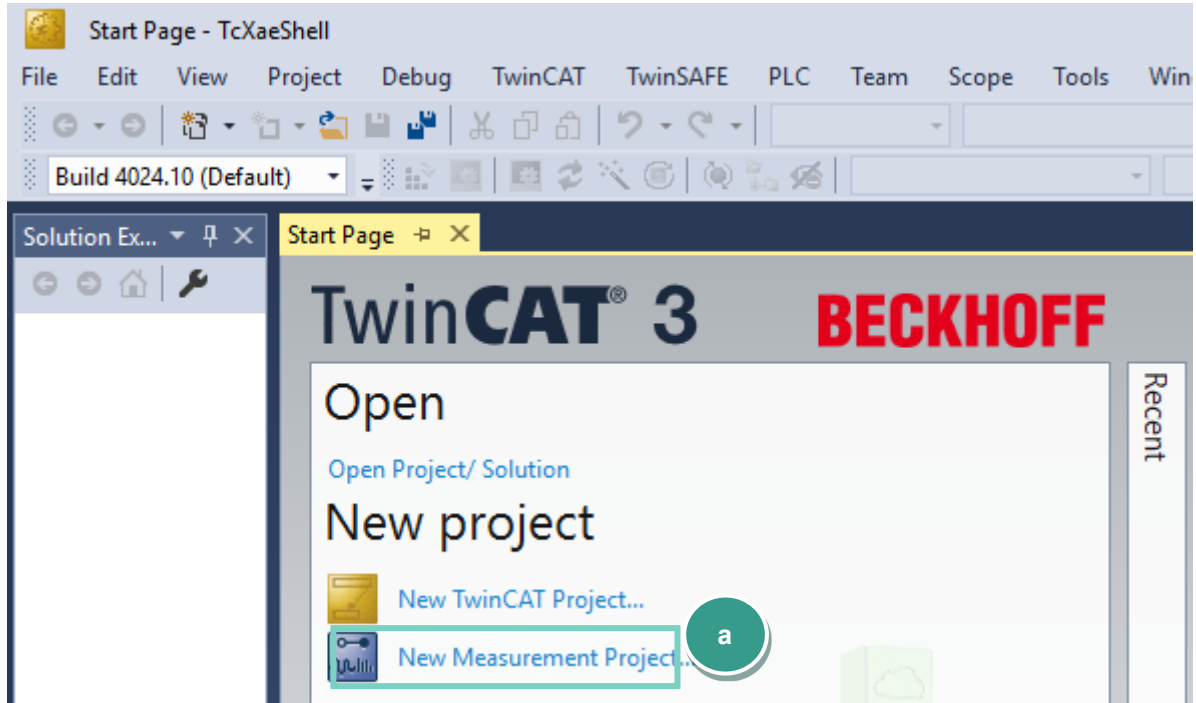 Start Page - TcXaeShell
File Edit View Project Debug TwinCAT TwinSAFE PLC Team Scope Tools Win
Build 4024.10 (Default)
Solution Ex...
Start Page
TwinCAT® 3 BECKHOFF
Open
Recent
Open Project/ Solution
New project
New TwinCAT Project...
New Measurement Project...
a